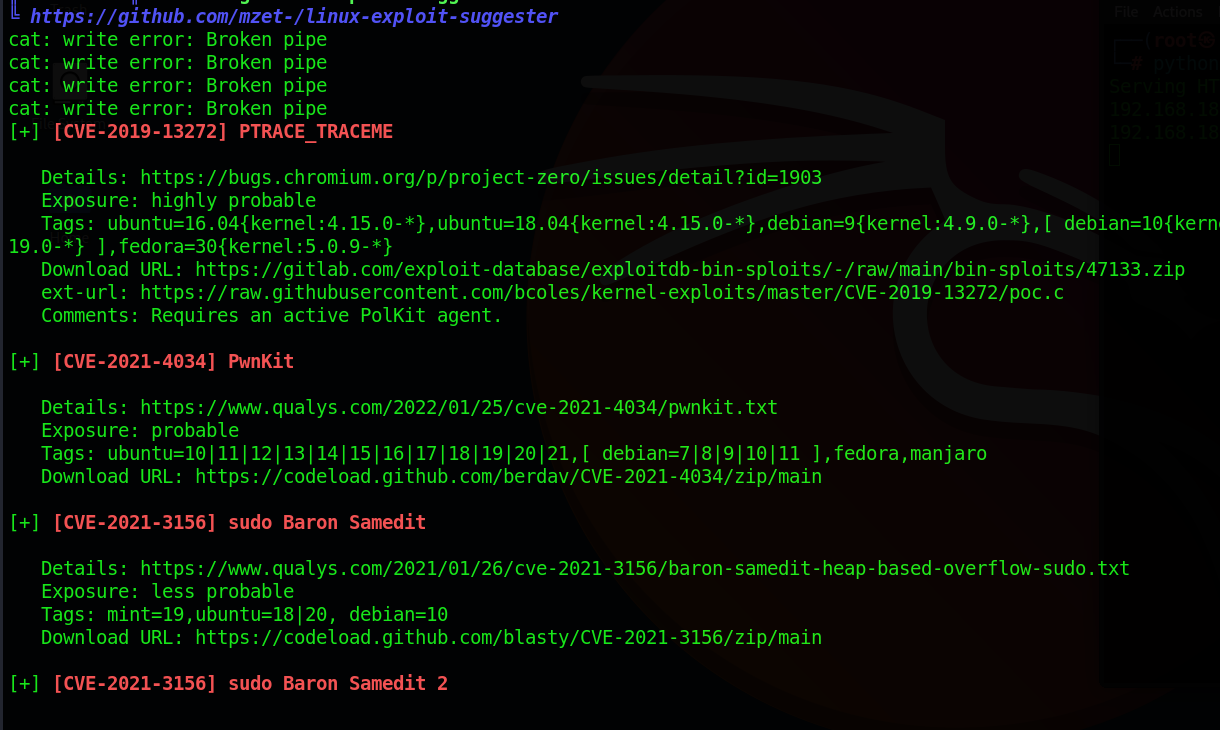 https://github.com/mzet-/linux-exploit-suggester
cat: write error: Broken pipe
cat: write error: Broken pipe
cat: write error: Broken pipe
cat: write error: Broken pipe
[+] [CVE-2019-13272] PTRACE_TRACEME
Details: https://bugs.chromium.org/p/project-zero/issues/detail?id=1903
Exposure: highly probable
Tags: ubuntu=16.04{kernel:4.15.0-*},ubuntu=18.04{kernel:4.15.0-*},debian=9{kernel:4.9.0-*},[ debian=10{kern
19.0-*} ],fedora=30{kernel:5.0.9-*}
Download URL: https://gitlab.com/exploit-database/exploitdb-bin-sploits/-/raw/main/bin-sploits/47133.zip
ext-url: https://raw.githubusercontent.com/bcoles/kernel-exploits/master/CVE-2019-13272/poc.c
Comments: Requires an active PolKit agent.
[+] [CVE-2021-4034] PwnKit
Details: https://www.qualys.com/2022/01/25/cve-2021-4034/pwnkit.txt
Exposure: probable
Tags: ubuntu=10|11|12|13|14|15|16|17|18|19|20|21,[ debian=7|8|9|10|11 ],fedora,manjaro
Download URL: https://codeload.github.com/berdav/CVE-2021-4034/zip/main
[+] [CVE-2021-3156] sudo Baron Samedit
Details: https://www.qualys.com/2021/01/26/cve-2021-3156/baron-samedit-heap-based-overflow-sudo.txt
Exposure: less probable
Tags: mint=19,ubuntu=18|20, debian=10
Download URL: https://codeload.github.com/blasty/CVE-2021-3156/zip/main
[+] [CVE-2021-3156] sudo Baron Samedit 2
File Actions
(root
# python
Serving HT
192.168.18
192.168.18